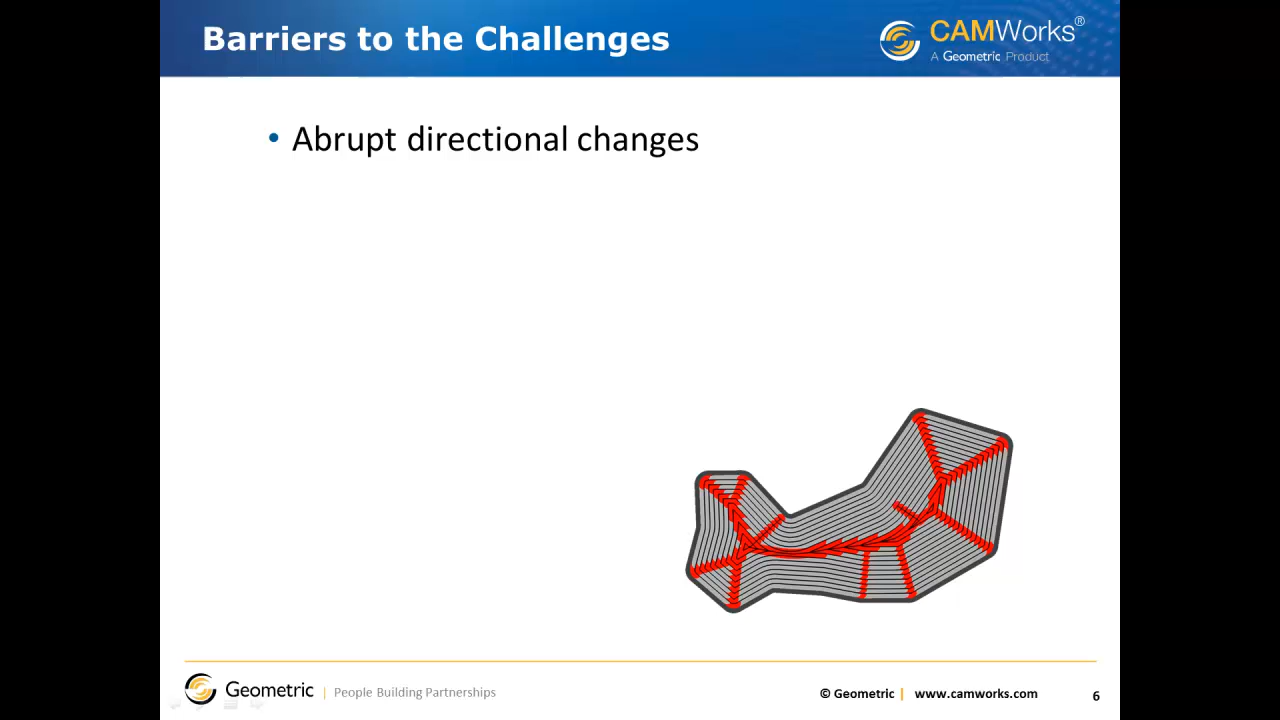 Barriers to the Challenges
CAMWorks®
A Geometric Product
• Abrupt directional changes
Geometric | People Building Partnerships
© Geometric | www.camworks.com
6